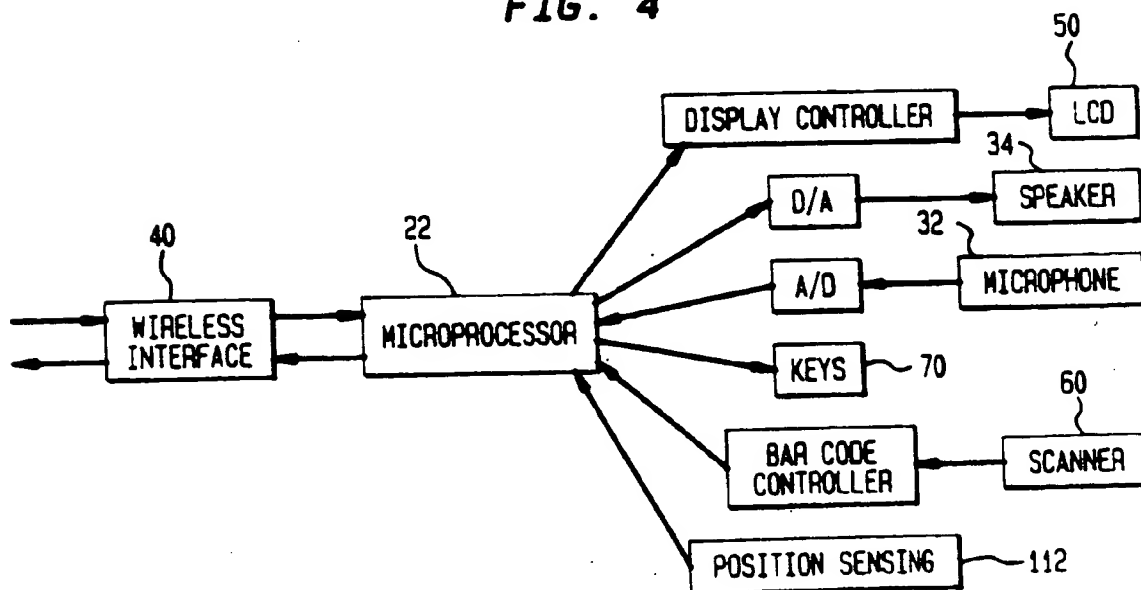 FIG. 4
50
DISPLAY CONTROLLER
LCD
34
D/A
SPEAKER
40
22
32
A/D
MICROPHONE
WIRELESS
INTERFACE
MICROPROCESSOR
KEYS
70
60
BAR CODE
CONTROLLER
SCANNER
POSITION SENSING
112